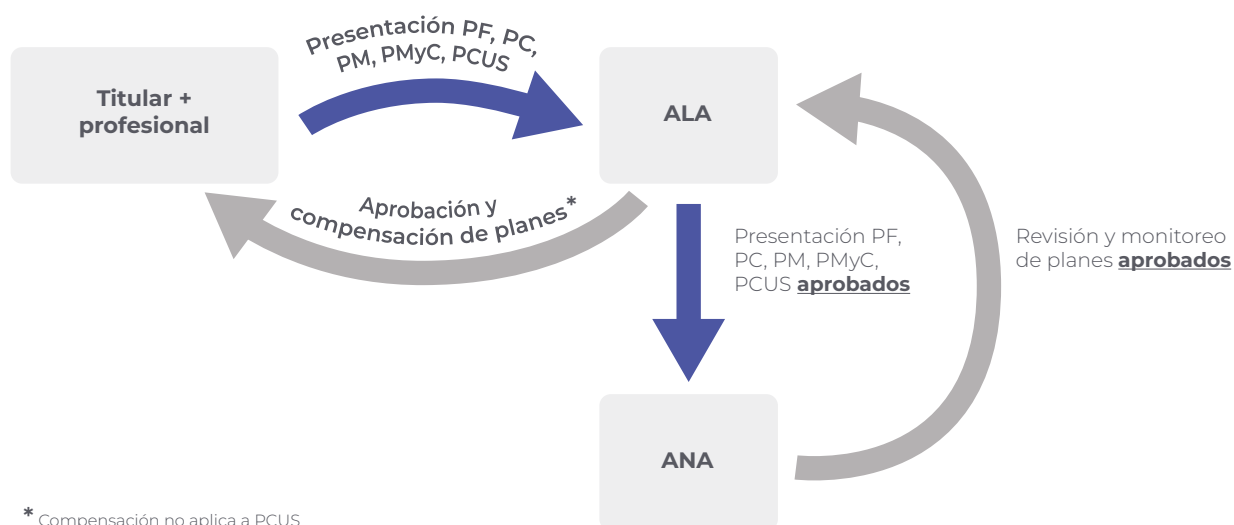 Presentación PF, PC,
PM, PMyC, PCUS
Titular +
profesional
ALA
Aprobación y
compensación de planes*
Presentación PF,
PC, PM, PMyC,
PCUS aprobados
Revisión y monitoreo
de planes aprobados
ANA
* Compensación no aplica a PCUS